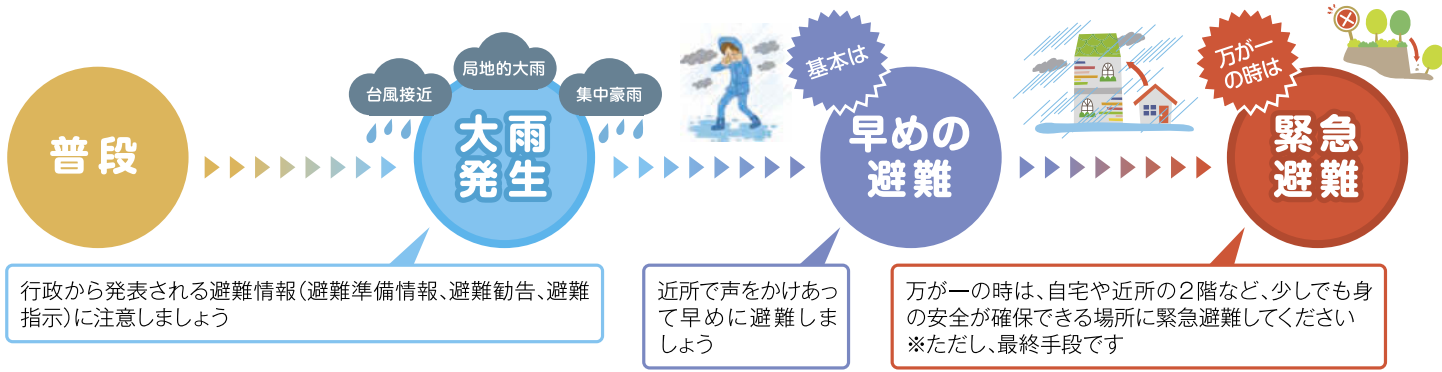 普段
台風接近
局地的大雨
集中豪雨
大雨
発生
基本は
早めの
避難
万が一
の時は
緊急
避難
行政から発表される避難情報(避難準備情報、避難勧告、避難
指示)に注意しましょう
近所で声をかけあっ
て早めに避難しま
しょう
万が一の時は、自宅や近所の2階など、少しでも身
の安全が確保できる場所に緊急避難してください
※ただし、最終手段です